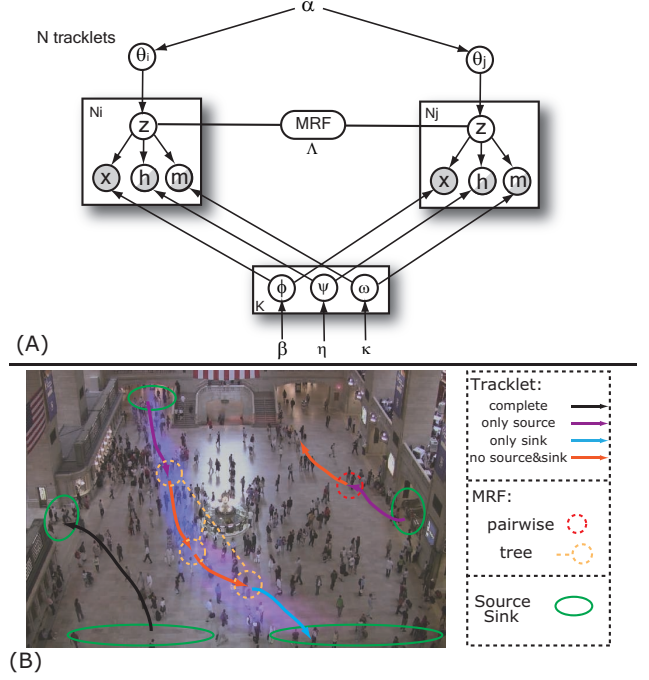 α
N tracklets
θi
θj
Ni
Nj
z
MRF
z
Λ
x
h
m
x
h
m
ϕ
ψ
ω
K
β
η
κ
(A)
Tracklet:
complete
only source
only sink
no source&sink
MRF:
pairwise
tree
Source
Sink
(B)